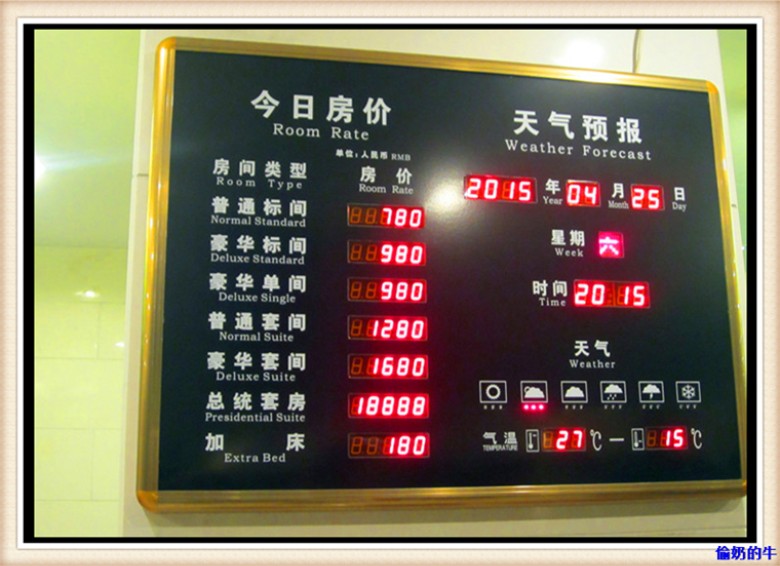 今日房价
Room Rate
单位：人民币 RMB
房间类型 房价
Room Type Room Rate
普通标间 780
Normal Standard
豪华标间 980
Deluxe Standard
豪华单间 980
Deluxe Single
普通套间 1280
Normal Suite
豪华套间 1680
Deluxe Suite
总统套房 18888
Presidential Suite
加床 180
Extra Bed
天气预报
Weather Forecast
2015 年 04 月 25 日
Year Month Day
星期 六
Week
时间 20:15
Time
天气
Weather
气温 27 ℃ — 15 ℃
TEMPERATURE
偷奶的牛